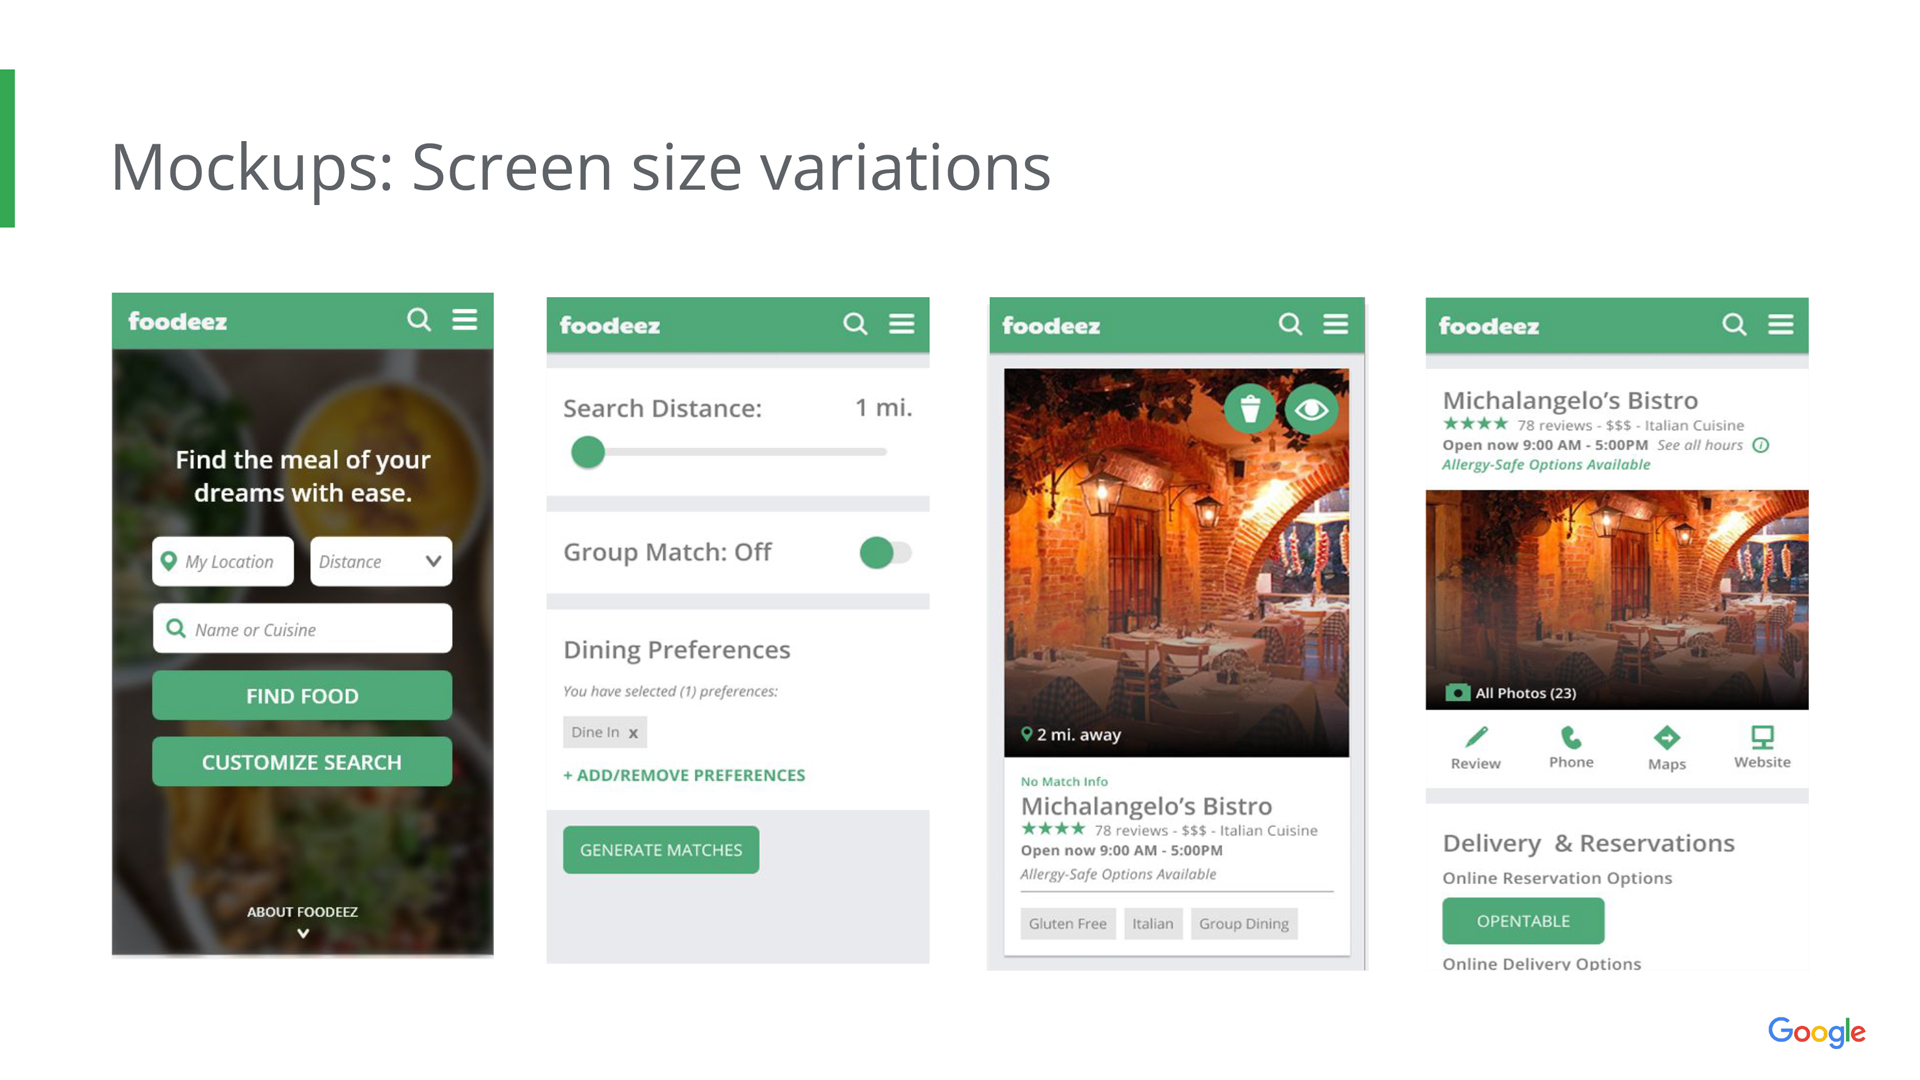 Mockups: Screen size variations
foodeez
Find the meal of your
dreams with ease.
My Location
Distance
Name or Cuisine
FIND FOOD
CUSTOMIZE SEARCH
ABOUT FOODEEZ
foodeez
Search Distance: 1 mi.
Group Match: Off
Dining Preferences
You have selected (1) preferences:
Dine In x
+ ADD/REMOVE PREFERENCES
GENERATE MATCHES
foodeez
2 mi. away
No Match Info
Michalangelo's Bistro
78 reviews - $$$ - Italian Cuisine
Open now 9:00 AM - 5:00PM
Allergy-Safe Options Available
Gluten Free Italian Group Dining
foodeez
Michalangelo's Bistro
78 reviews - $$$ - Italian Cuisine
Open now 9:00 AM - 5:00PM See all hours i
Allergy-Safe Options Available
All Photos (23)
Review Phone Maps Website
Delivery & Reservations
Online Reservation Options
OPENTABLE
Online Delivery Options
Google